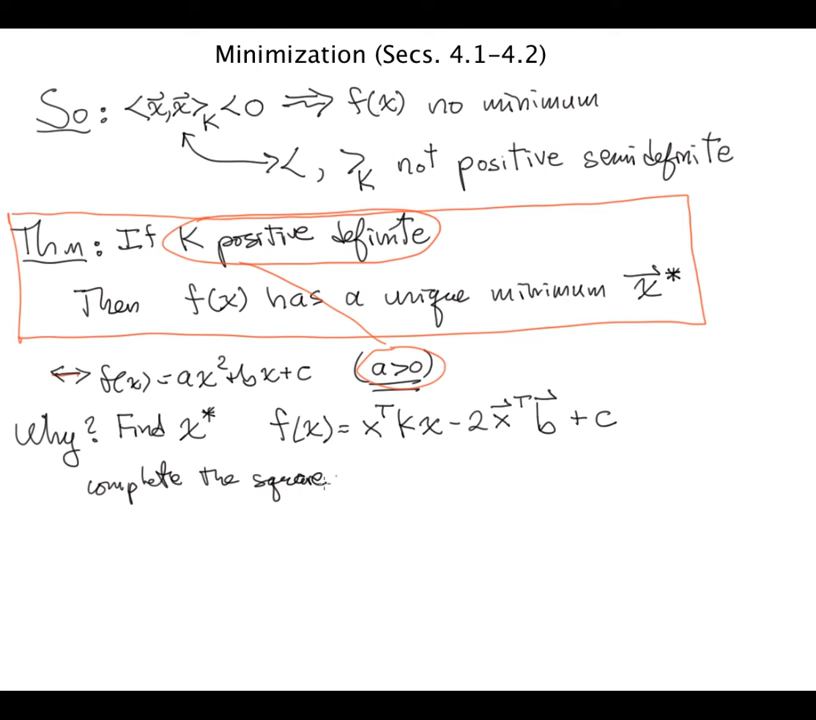 Minimization (Secs. 4.1-4.2)
So: <x⃗,x⃗>_K <0 ⟹ f(x) no minimum
→ < , >_K not positive semidefinite
Thm: If K positive definite
Then f(x) has a unique minimum x⃗*
↔ f(x)=ax²+bx+c (a>0)
Why? Find x* f(x)= xᵀKx - 2x⃗ᵀb⃗ + c
complete the square.